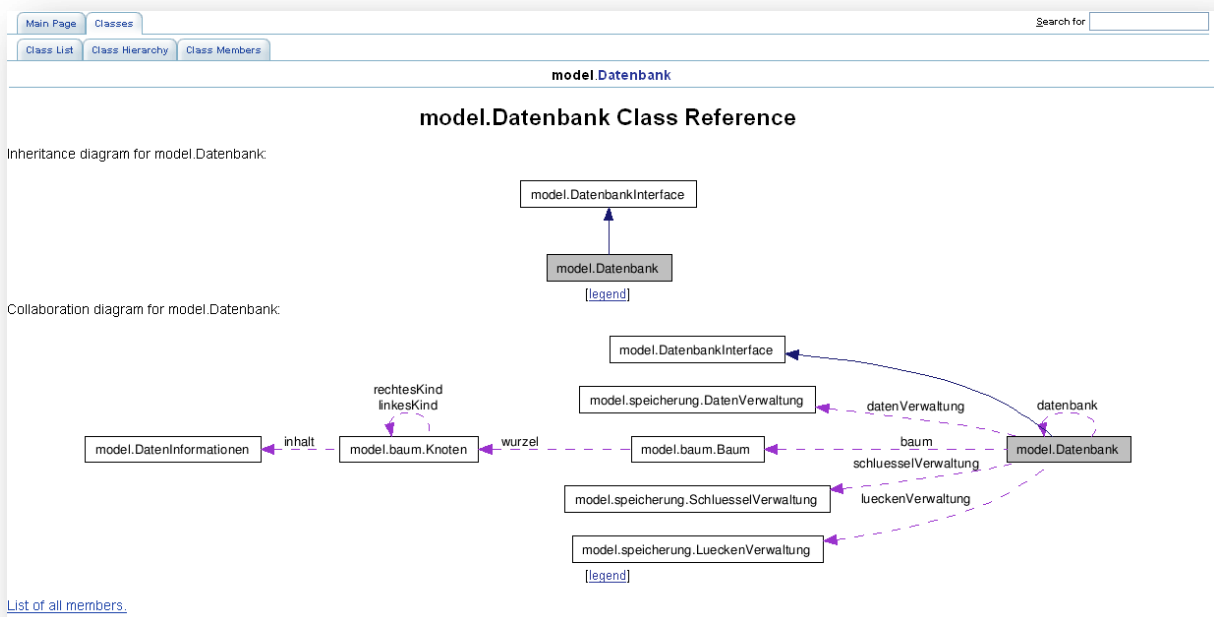 Main Page Classes Search for
Class List Class Hierarchy Class Members
model.Datenbank
model.Datenbank Class Reference
Inheritance diagram for model.Datenbank:
model.DatenbankInterface
model.Datenbank
[legend]
Collaboration diagram for model.Datenbank:
model.DatenbankInterface
rechtesKind
linkesKind
model.speicherung.DatenVerwaltung
datenVerwaltung
datenbank
model.DatenInformationen
inhalt
model.baum.Knoten
wurzel
model.baum.Baum
baum
model.Datenbank
schluesselVerwaltung
model.speicherung.SchluesselVerwaltung
lueckenVerwaltung
model.speicherung.LueckenVerwaltung
[legend]
List of all members.